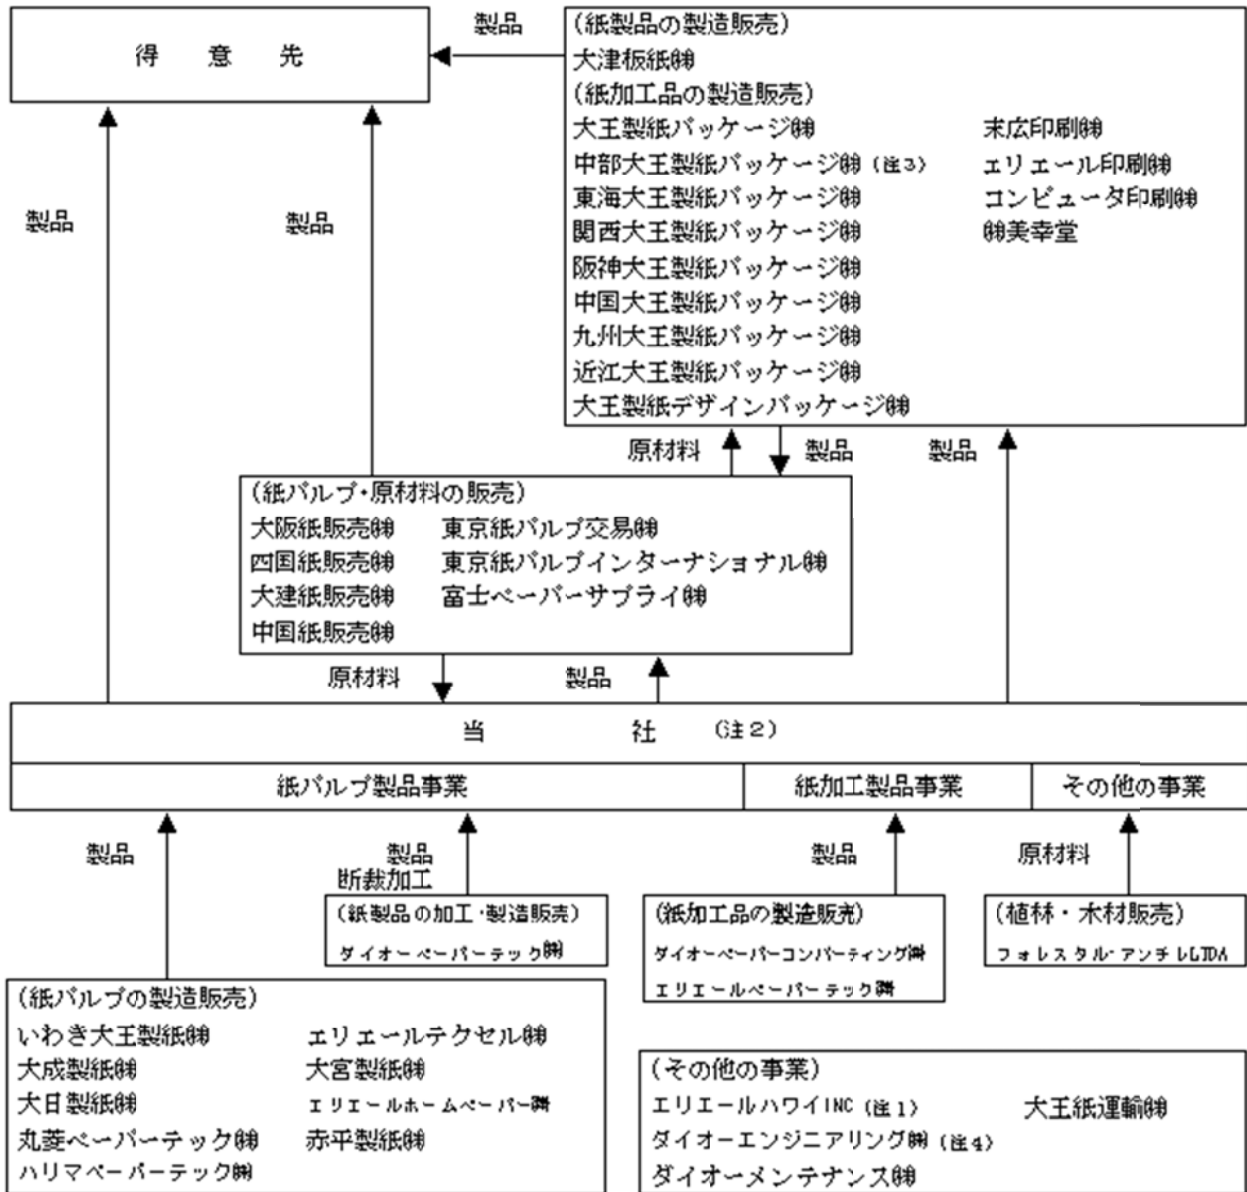 得　意　先
製品
(紙製品の製造販売)
大津板紙㈱
(紙加工品の製造販売)
大王製紙パッケージ㈱　末広印刷㈱
中部大王製紙パッケージ㈱ (注3)　エリエール印刷㈱
東海大王製紙パッケージ㈱　コンピュータ印刷㈱
関西大王製紙パッケージ㈱　㈱美幸堂
阪神大王製紙パッケージ㈱
中国大王製紙パッケージ㈱
九州大王製紙パッケージ㈱
近江大王製紙パッケージ㈱
大王製紙デザインパッケージ㈱
製品　製品
原材料　製品　製品
(紙パルプ・原材料の販売)
大阪紙販売㈱　東京紙パルプ交易㈱
四国紙販売㈱　東京紙パルプインターナショナル㈱
大建紙販売㈱　富士ペーパーサプライ㈱
中国紙販売㈱
原材料　製品
当　社　(注2)
紙パルプ製品事業　紙加工製品事業　その他の事業
製品　製品　製品　原材料
断裁加工
(紙製品の加工・製造販売)
ダイオーペーパーテック㈱
(紙加工品の製造販売)
ダイオーペーパーコンバーティング㈱
エリエールペーパーテック㈱
(植林・木材販売)
フォレスタル・アンチレLTDA
(紙パルプの製造販売)
いわき大王製紙㈱　エリエールテクセル㈱
大成製紙㈱　大宮製紙㈱
大日製紙㈱　エリエールホームペーパー㈱
丸菱ペーパーテック㈱　赤平製紙㈱
ハリマペーパーテック㈱
(その他の事業)
エリエールハワイINC (注1)　大王紙運輸㈱
ダイオーエンジニアリング㈱ (注4)
ダイオーメンテナンス㈱